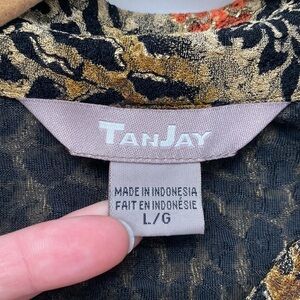 TANJAY
MADE IN INDONESIA
FAIT EN INDONÉSIE
L/G